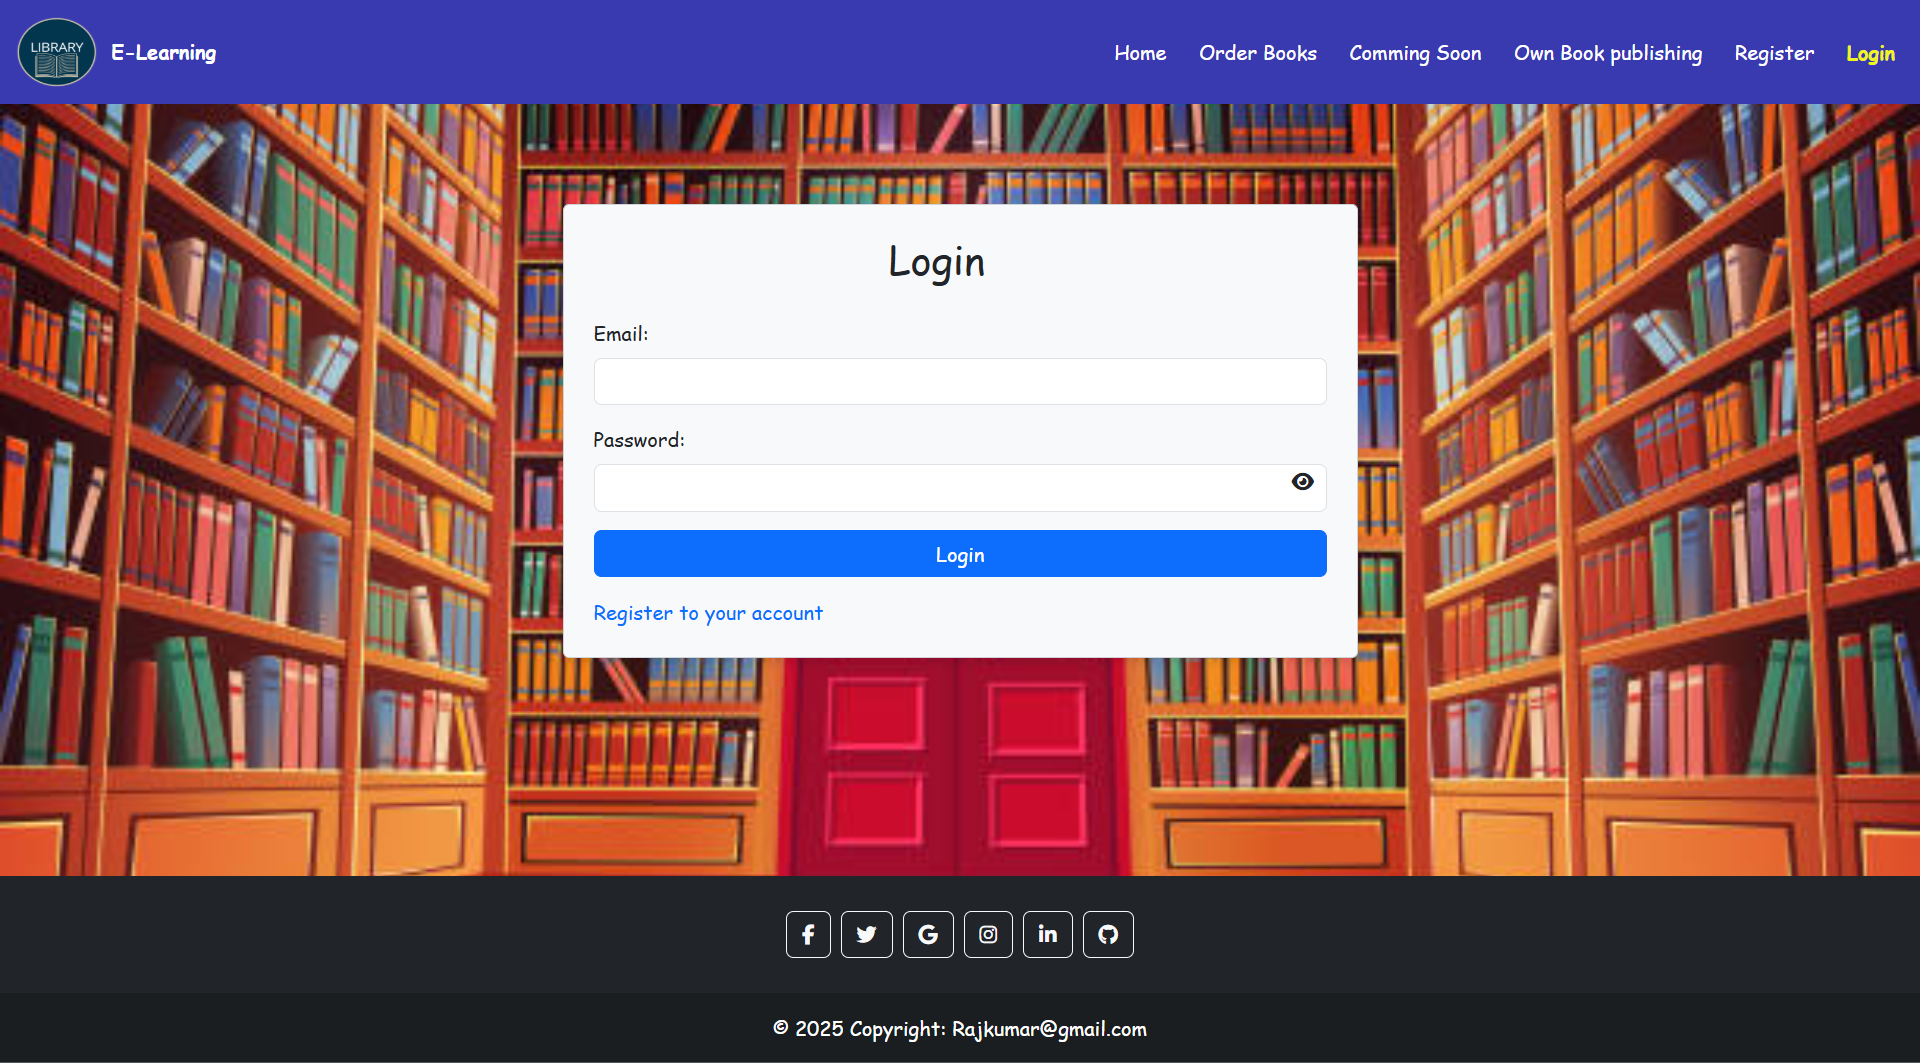 LIBRARY
E-Learning
Home Order Books Comming Soon Own Book publishing Register Login
Login
Email:
Password:
Login
Register to your account
© 2025 Copyright: Rajkumar@gmail.com